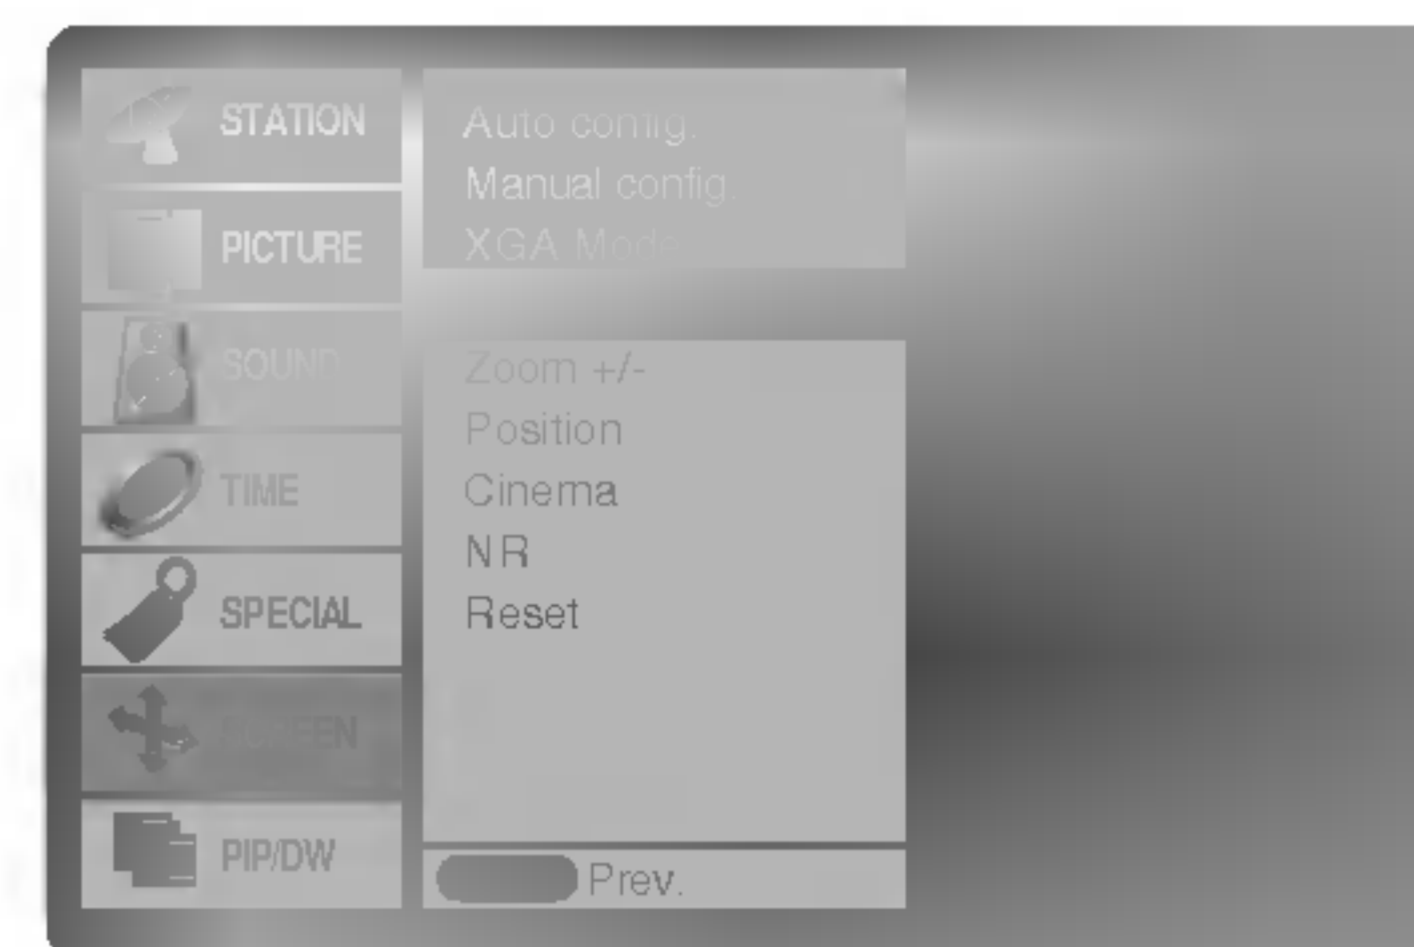 STATION
PICTURE
SOUND
TIME
SPECIAL
SCREEN
PIP/DW
Auto config.
Manual config.
XGA Mode
Zoom +/-
Position
Cinema
NR
Reset
Prev.